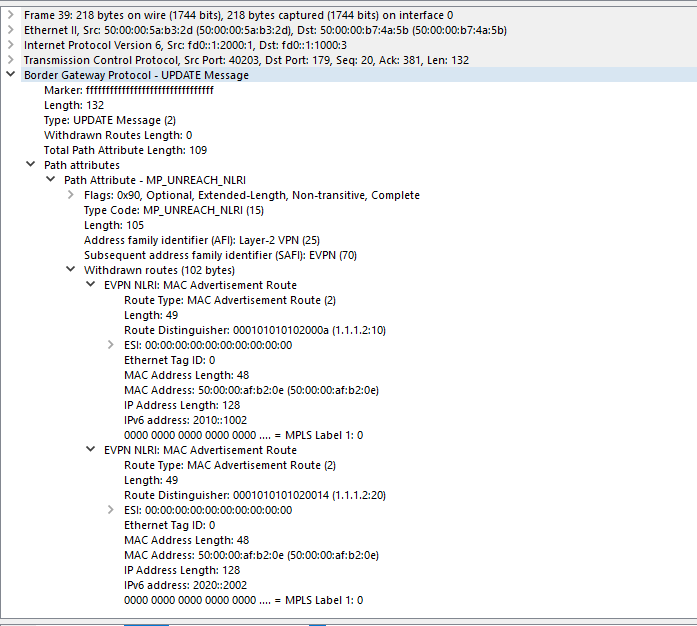 Frame 39: 218 bytes on wire (1744 bits), 218 bytes captured (1744 bits) on interface 0
Ethernet II, Src: 50:00:00:5a:b3:2d (50:00:00:5a:b3:2d), Dst: 50:00:00:b7:4a:5b (50:00:00:b7:4a:5b)
Internet Protocol Version 6, Src: fd0::1:2000:1, Dst: fd0::1:1000:3
Transmission Control Protocol, Src Port: 40203, Dst Port: 179, Seq: 20, Ack: 381, Len: 132
Border Gateway Protocol - UPDATE Message
Marker: ffffffffffffffffffffffffffffffff
Length: 132
Type: UPDATE Message (2)
Withdrawn Routes Length: 0
Total Path Attribute Length: 109
Path attributes
Path Attribute - MP_UNREACH_NLRI
Flags: 0x90, Optional, Extended-Length, Non-transitive, Complete
Type Code: MP_UNREACH_NLRI (15)
Length: 105
Address family identifier (AFI): Layer-2 VPN (25)
Subsequent address family identifier (SAFI): EVPN (70)
Withdrawn routes (102 bytes)
EVPN NLRI: MAC Advertisement Route
Route Type: MAC Advertisement Route (2)
Length: 49
Route Distinguisher: 000101010102000a (1.1.1.2:10)
ESI: 00:00:00:00:00:00:00:00:00:00
Ethernet Tag ID: 0
MAC Address Length: 48
MAC Address: 50:00:00:af:b2:0e (50:00:00:af:b2:0e)
IP Address Length: 128
IPv6 address: 2010::1002
0000 0000 0000 0000 0000 .... = MPLS Label 1: 0
EVPN NLRI: MAC Advertisement Route
Route Type: MAC Advertisement Route (2)
Length: 49
Route Distinguisher: 0001010101020014 (1.1.1.2:20)
ESI: 00:00:00:00:00:00:00:00:00:00
Ethernet Tag ID: 0
MAC Address Length: 48
MAC Address: 50:00:00:af:b2:0e (50:00:00:af:b2:0e)
IP Address Length: 128
IPv6 address: 2020::2002
0000 0000 0000 0000 0000 .... = MPLS Label 1: 0